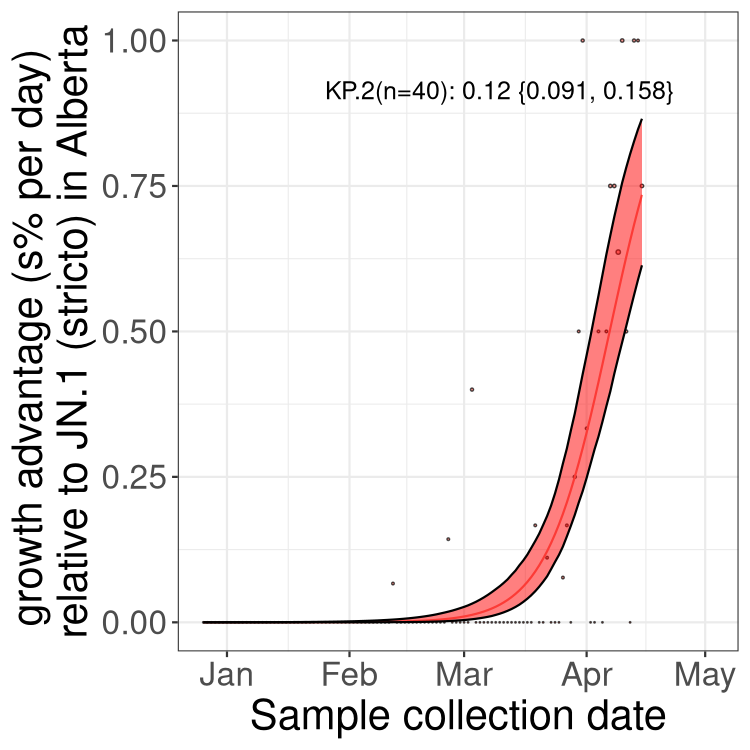 growth advantage (s% per day)
relative to JN.1 (stricto) in Alberta
1.00
KP.2(n=40): 0.12 {0.091, 0.158}
0.75
0.50
0.25
0.00
Jan Feb Mar Apr May
Sample collection date